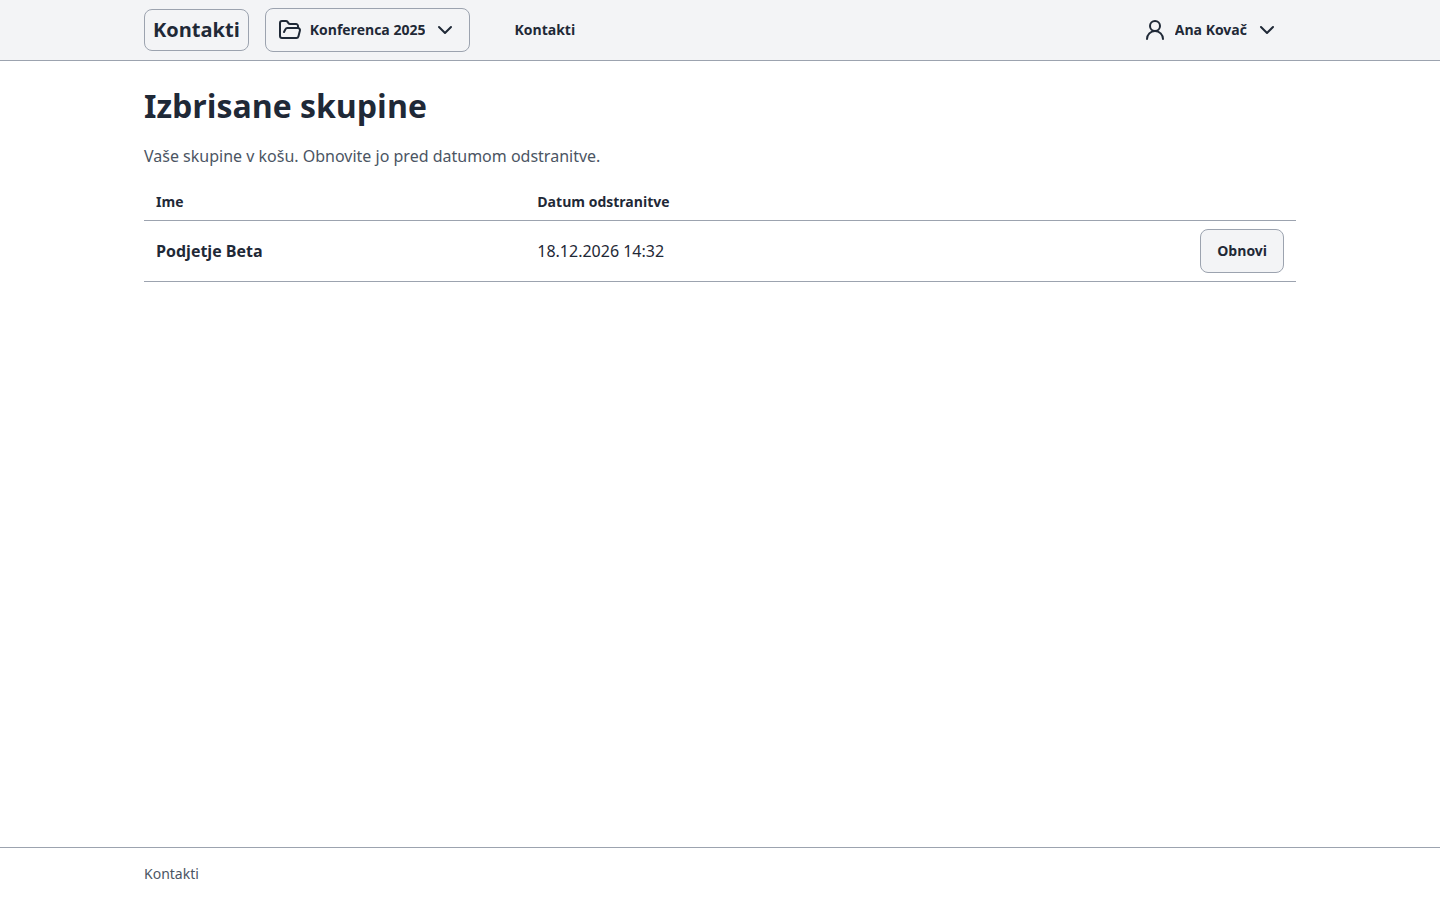 Kontakti
Konferenca 2025
Kontakti
Ana Kovač
Izbrisane skupine
Vaše skupine v košu. Obnovite jo pred datumom odstranitve.
Ime
Datum odstranitve
Podjetje Beta
18.12.2026 14:32
Obnovi
Kontakti